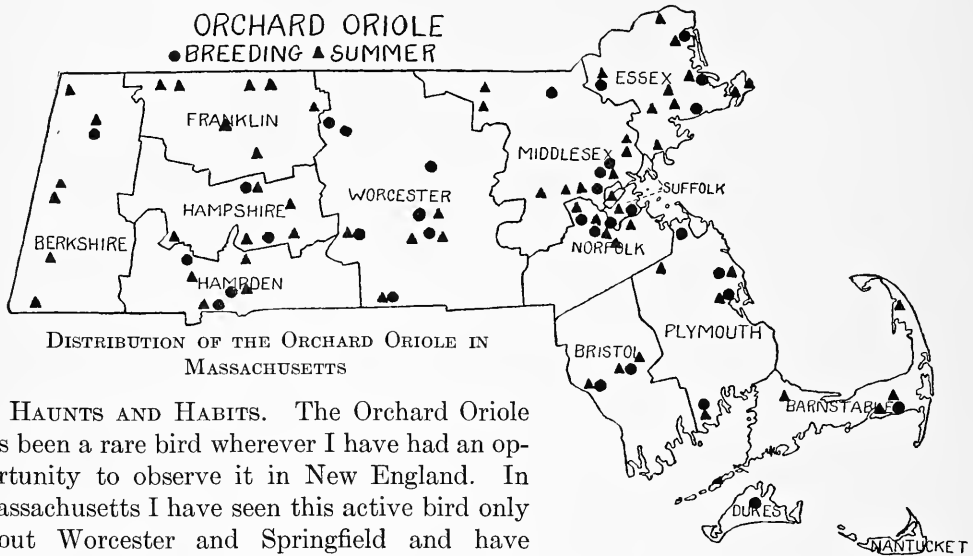 ORCHARD ORIOLE
●BREEDING ▲SUMMER
ESSEX
FRANKLIN
MIDDLESEX
WORCESTER
SUFFOLK
HAMPSHIRE
BERKSHIRE
NORFOLK
HAMPDEN
PLYMOUTH
BRISTOL
BARNSTABLE
DUKES
NANTUCKET
Distribution of the Orchard Oriole in
Massachusetts
Haunts and Habits. The Orchard Oriole
s been a rare bird wherever I have had an op-
rtunity to observe it in New England. In
assachusetts I have seen this active bird only
out Worcester and Springfield and have